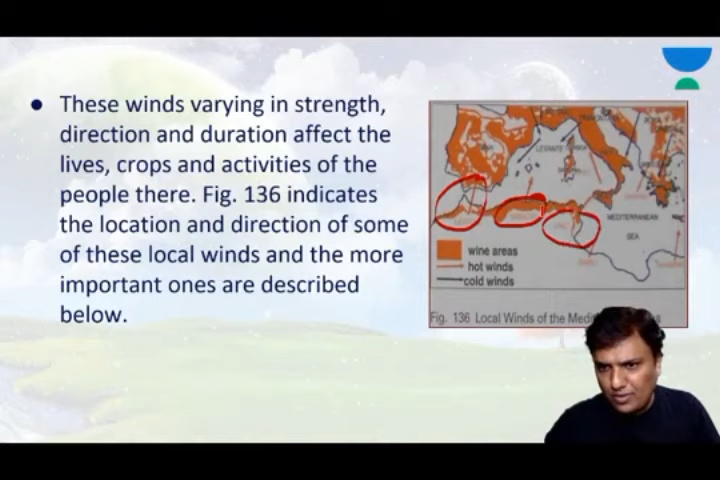 ● These winds varying in strength,
direction and duration affect the
lives, crops and activities of the
people there. Fig. 136 indicates
the location and direction of some
of these local winds and the more
important ones are described
below.
MEDITERRANEAN
SEA
wine areas
hot winds
cold winds
Fig. 136 Local Winds of the